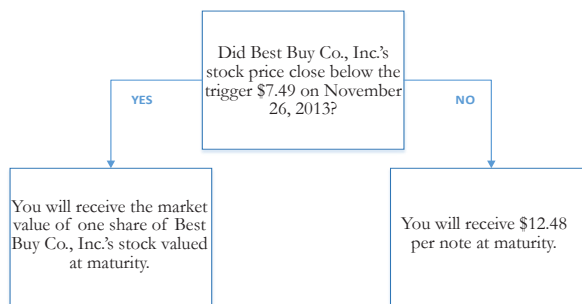 Did Best Buy Co., Inc.'s
stock price close below the
trigger $7.49 on November
26, 2013?
YES
NO
You will receive the market
value of one share of Best
Buy Co., Inc.'s stock valued
at maturity.
You will receive $12.48
per note at maturity.